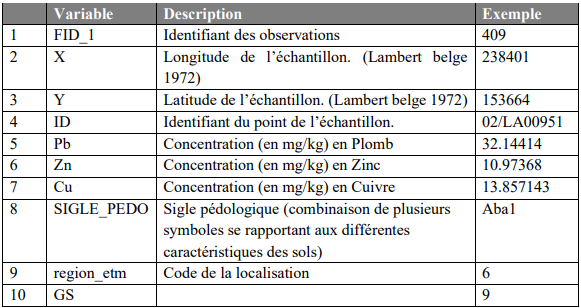 Variable Description Exemple
1 FID_1 Identifiant des observations 409
2 X Longitude de l’échantillon. (Lambert belge 238401
1972)
3 Y Latitude de l’échantillon. (Lambert belge 1972) 153664
4 ID Identifiant du point de l’échantillon. 02/LA00951
5 Pb Concentration (en mg/kg) en Plomb 32.14414
6 Zn Concentration (en mg/kg) en Zinc 10.97368
7 Cu Concentration (en mg/kg) en Cuivre 13.857143
8 SIGLE_PEDO Sigle pédologique (combinaison de plusieurs Aba1
symboles se rapportant aux différentes
caractéristiques des sols)
9 region_etm Code de la localisation 6
10 GS 9